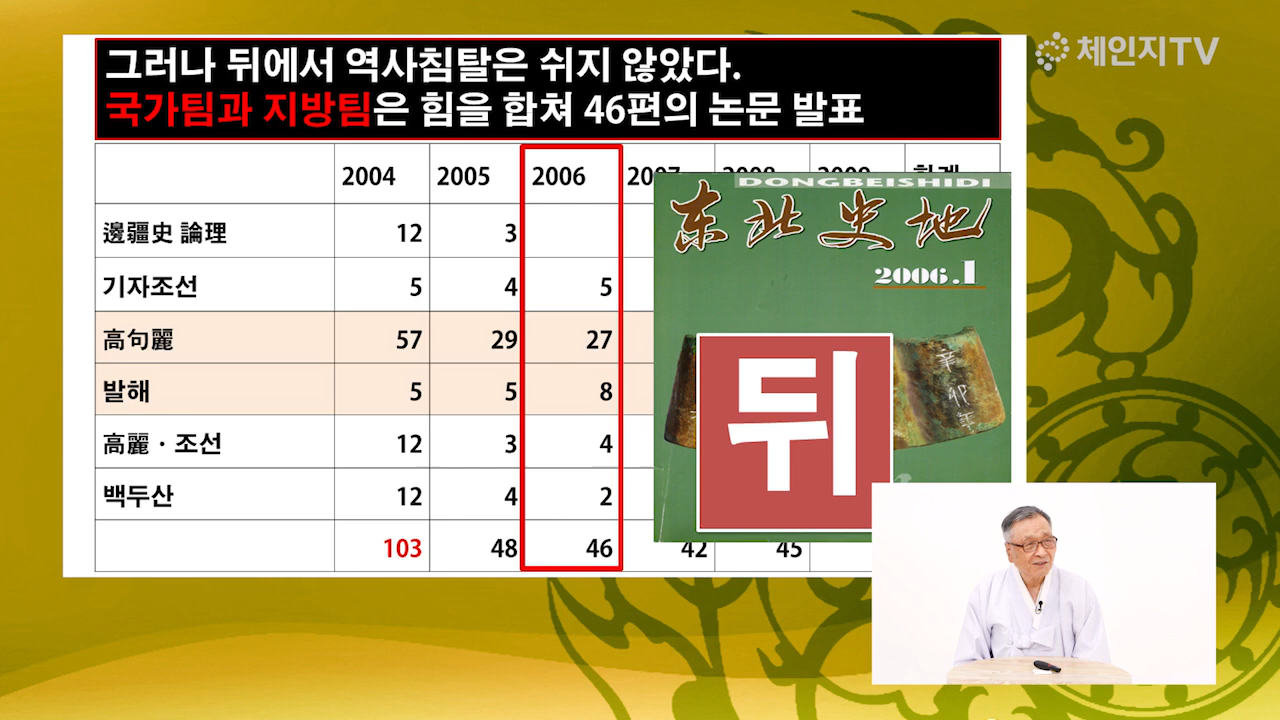 그러나 뒤에서 역사침탈은 쉬지 않았다.
국가팀과 지방팀은 힘을 합쳐 46편의 논문 발표
체인지TV
2004 2005 2006
邊疆史 論理 12 3
기자조선 5 4 5
高句麗 57 29 27
발해 5 5 8
高麗 · 조선 12 3 4
백두산 12 4 2
103 48 46 42 45
DONGBEISHIDI
东北史地
2006.1
辛卯年
뒤